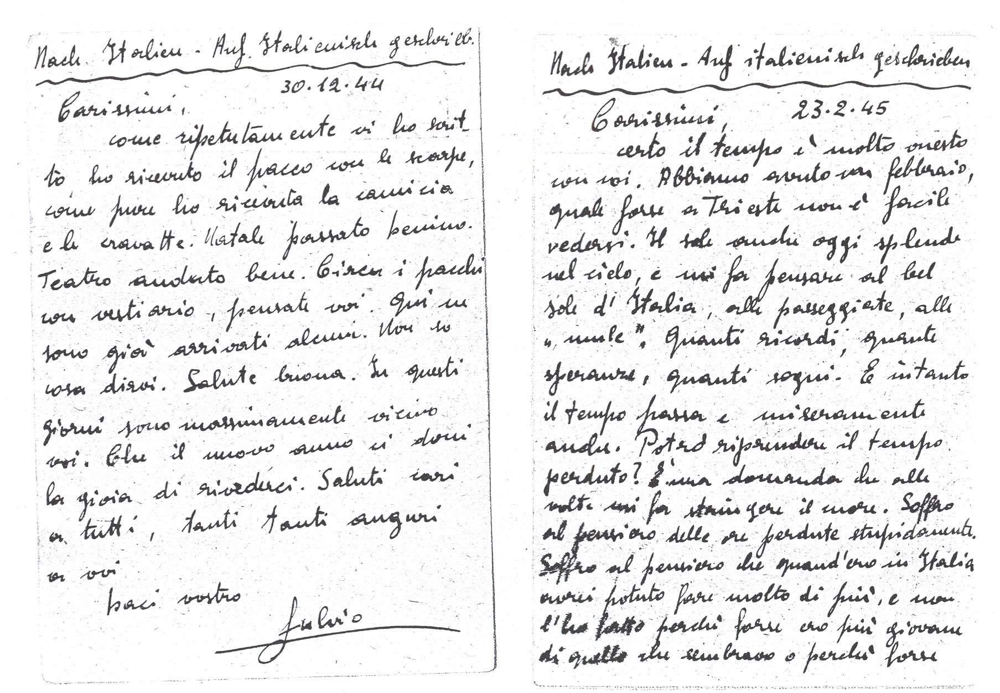 Nach Italien - Auf Italienisch geschrieb.
30.12.44
Carissimi,
come ripetutamente vi ho scrit-
to, ho ricevuto il pacco con le scarpe,
come pure ho ricevuta la camicia
e le cravatte. Natale passato benino.
Teatro andato bene. Circa i pacchi
con vestiario, pensate voi. Qui ne
sono già arrivati alcuni. Non so
cosa dirvi. Salute buona. In questi
giorni sono massimamente vicino
voi. Che il nuovo anno ci doni
la gioia di rivederci. Saluti cari
a tutti, tanti tanti auguri
a voi
baci vostro
Fulvio
Nach Italien - Auf italienisch geschrieben
23.2.45
Carissimi,
certo il tempo è molto onesto
con noi. Abbiamo avuto un febbraio,
quale forse a Trieste non è facile
vedersi. Il sole anche oggi splende
nel cielo, e mi fa pensare al bel
sole d'Italia, alle passeggiate, alle
„mule". Quanti ricordi, quante
speranze, quanti sogni. E intanto
il tempo passa e miseramente
anche. Potrò riprendere il tempo
perduto? È una domanda che alle
volte mi fa stringere il cuore. Soffro
al pensiero delle ore perdute stupidamente.
Soffro al pensiero che quand'ero in Italia
avrei potuto fare molto di più, e non
l'ho fatto perchè forse ero più giovane
di quello che sembravo o perchè forse